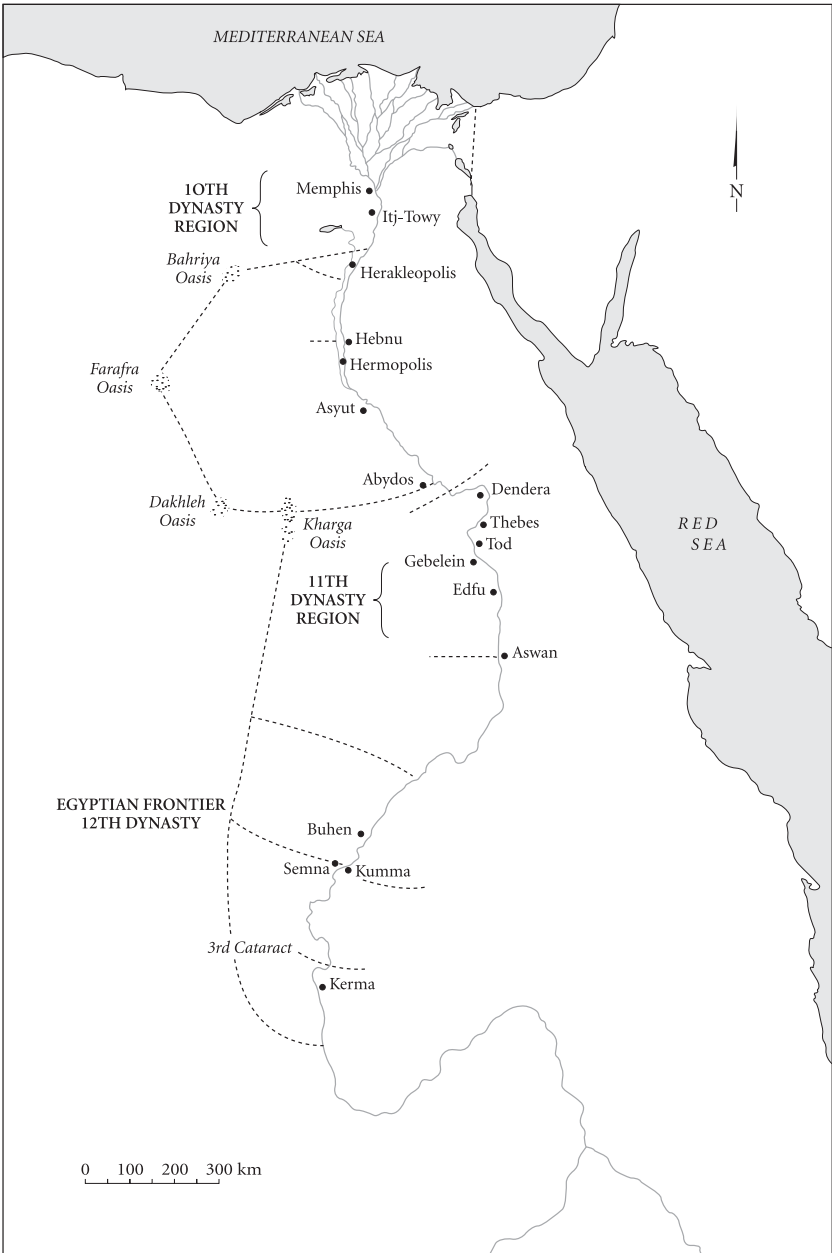 MEDITERRANEAN SEA
N
10TH
DYNASTY
REGION
Memphis
Itj-Towy
Bahriya
Oasis
Herakleopolis
Hebnu
Farafra
Oasis
Hermopolis
Asyut
Abydos
Dendera
Dakhleh
Oasis
Kharga
Oasis
Thebes
RED
SEA
Tod
Gebelein
11TH
DYNASTY
REGION
Edfu
Aswan
EGYPTIAN FRONTIER
12TH DYNASTY
Buhen
Semna
Kumma
3rd Cataract
Kerma
0 100 200 300 km